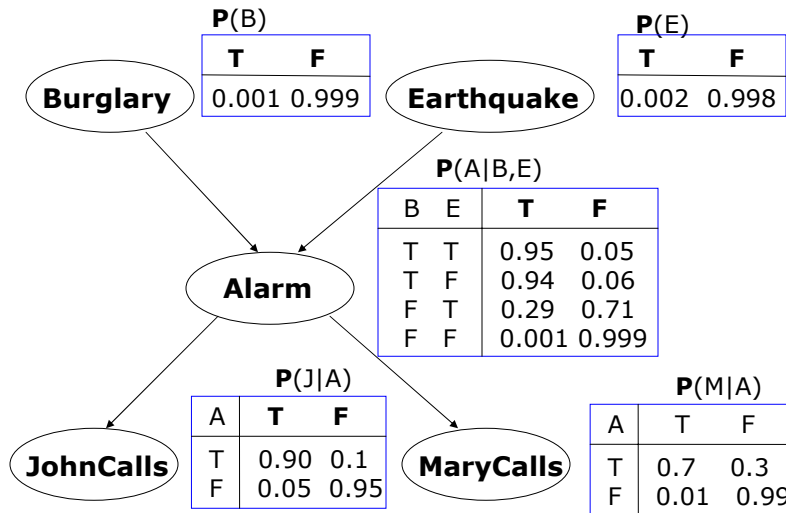 P(B)
T F
0.001 0.999
Burglary
P(E)
T F
0.002 0.998
Earthquake
P(A|B,E)
B E T F
T T 0.95 0.05
T F 0.94 0.06
F T 0.29 0.71
F F 0.001 0.999
Alarm
P(J|A)
A T F
T 0.90 0.1
F 0.05 0.95
JohnCalls
P(M|A)
A T F
T 0.7 0.3
F 0.01 0.99
MaryCalls